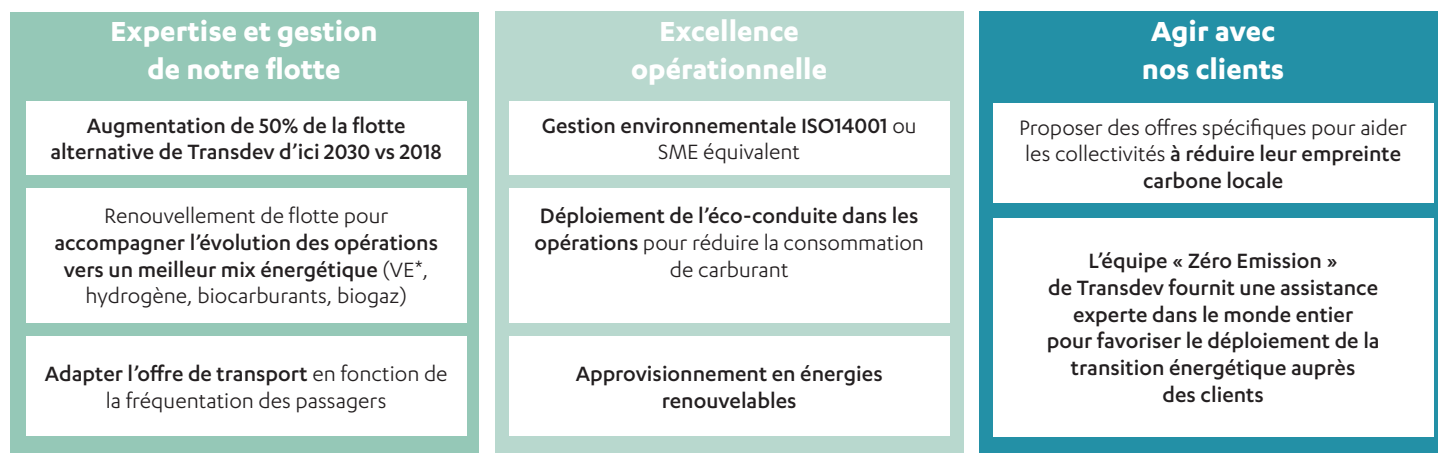 Expertise et gestion
de notre flotte
Augmentation de 50% de la flotte
alternative de Transdev d’ici 2030 vs 2018
Renouvellement de flotte pour
accompagner l’évolution des opérations
vers un meilleur mix énergétique (VE*,
hydrogène, biocarburants, biogaz)
Adapter l’offre de transport en fonction de
la fréquentation des passagers
Excellence
opérationnelle
Gestion environnementale ISO14001 ou
SME équivalent
Déploiement de l’éco-conduite dans les
opérations pour réduire la consommation
de carburant
Approvisionnement en énergies
renouvelables
Agir avec
nos clients
Proposer des offres spécifiques pour aider
les collectivités à réduire leur empreinte
carbone locale
L’équipe « Zéro Emission »
de Transdev fournit une assistance
experte dans le monde entier
pour favoriser le déploiement de la
transition énergétique auprès
des clients